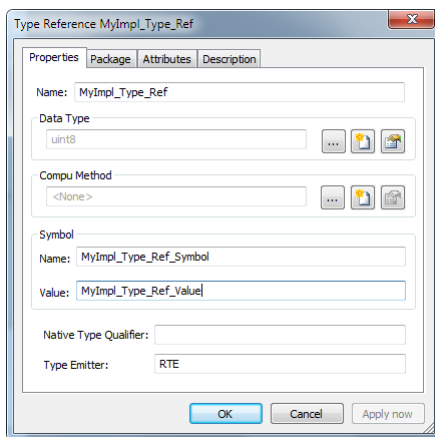 Type Reference MyImpl_Type_Ref
Properties Package Attributes Description
Name: MyImpl_Type_Ref
Data Type
uint8 ...
Compu Method
<None> ...
Symbol
Name: MyImpl_Type_Ref_Symbol
Value: MyImpl_Type_Ref_Value
Native Type Qualifier:
Type Emitter: RTE
OK Cancel Apply now